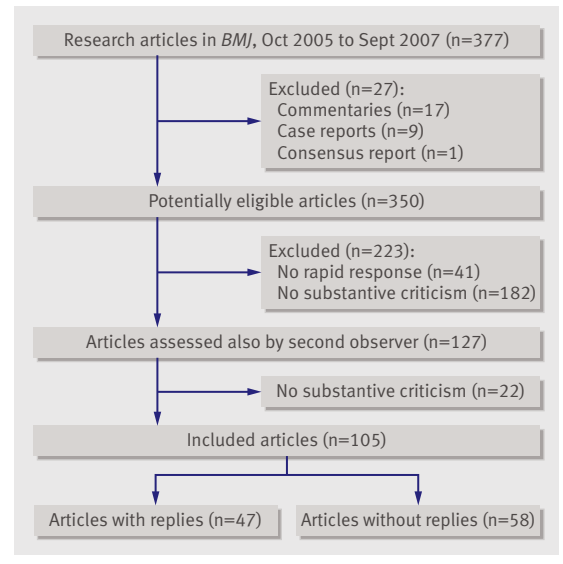 Research articles in BMJ, Oct 2005 to Sept 2007 (n=377)
Excluded (n=27):
Commentaries (n=17)
Case reports (n=9)
Consensus report (n=1)
Potentially eligible articles (n=350)
Excluded (n=223):
No rapid response (n=41)
No substantive criticism (n=182)
Articles assessed also by second observer (n=127)
No substantive criticism (n=22)
Included articles (n=105)
Articles with replies (n=47)
Articles without replies (n=58)